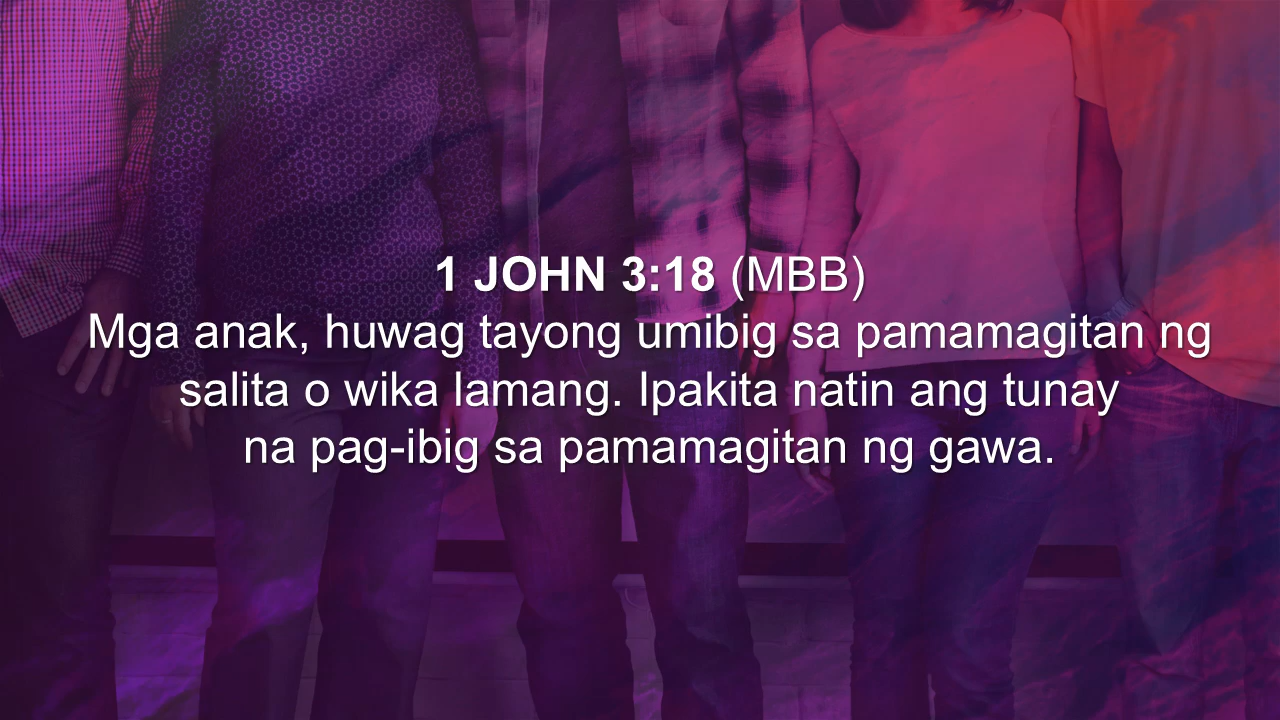 1 JOHN 3:18 (MBB)
Mga anak, huwag tayong umibig sa pamamagitan ng
salita o wika lamang. Ipakita natin ang tunay
na pag-ibig sa pamamagitan ng gawa.